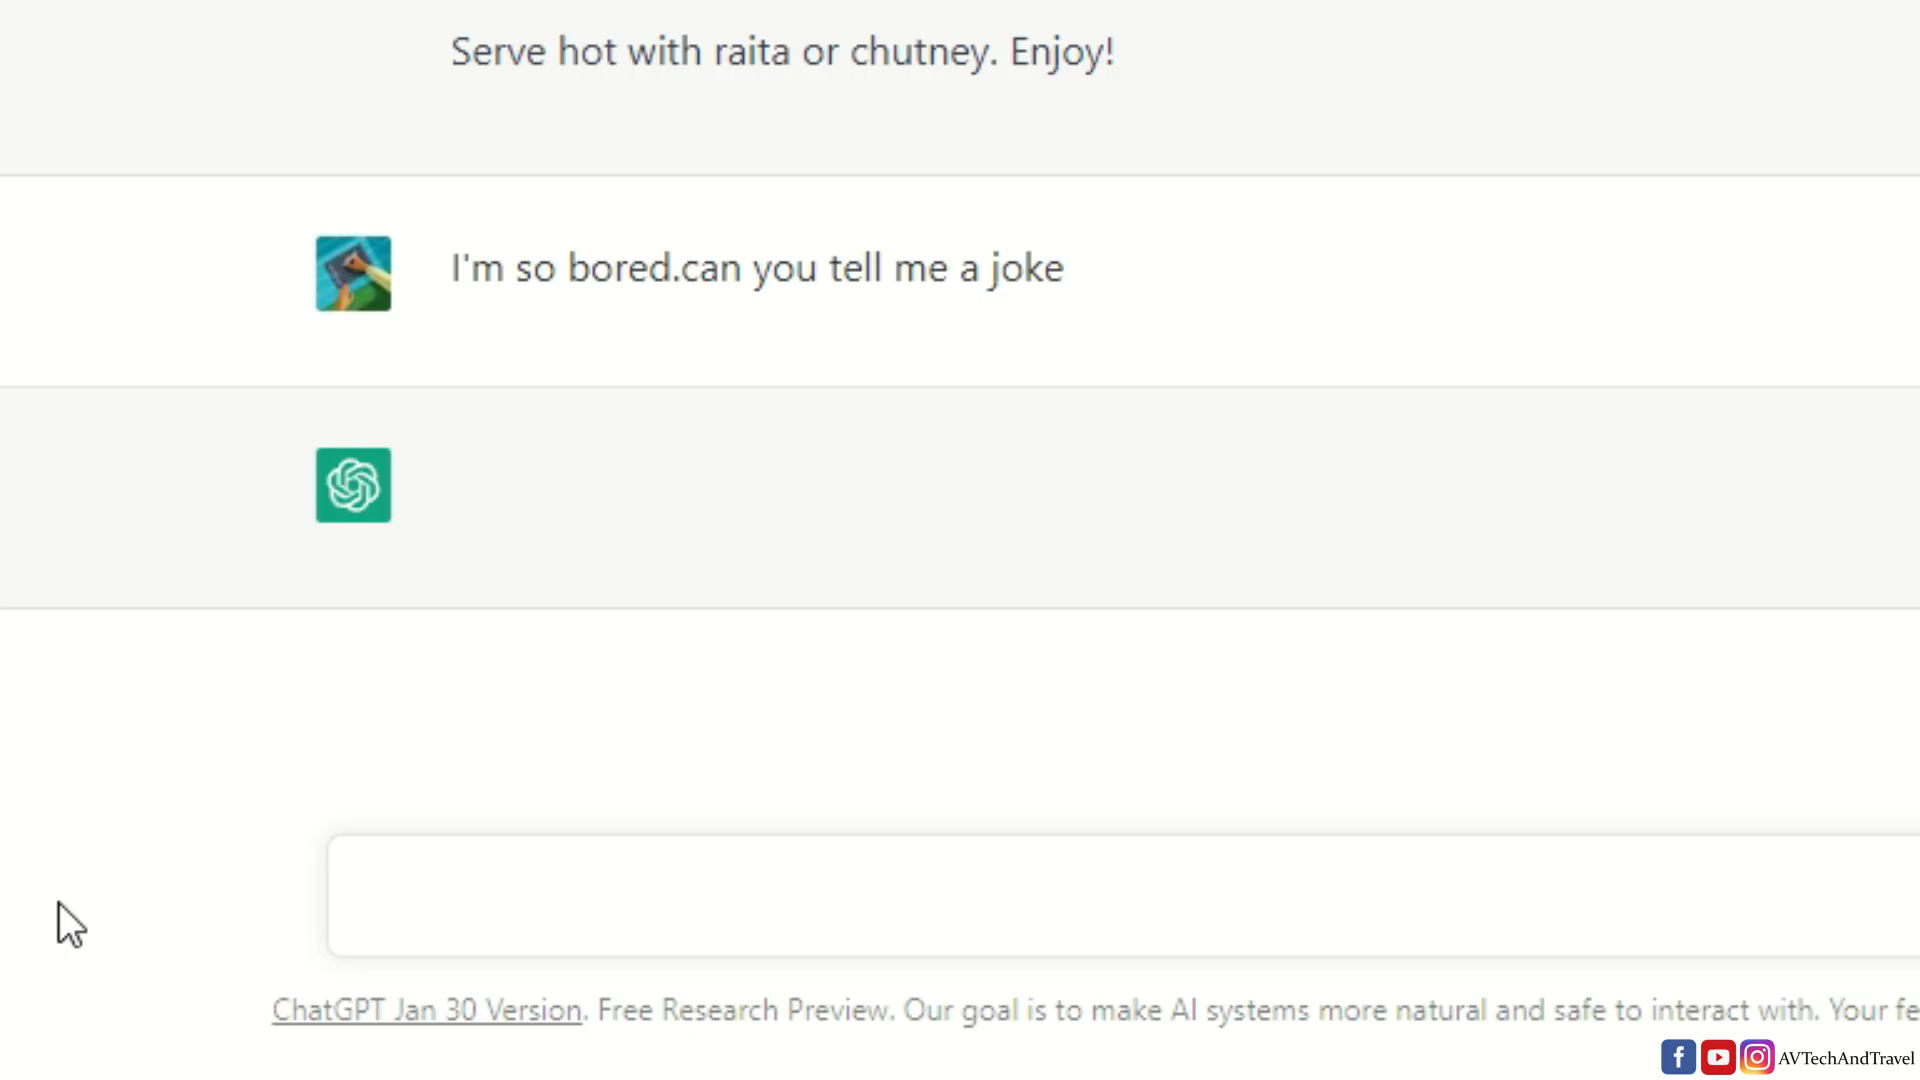 Serve hot with raita or chutney. Enjoy!
I'm so bored.can you tell me a joke
ChatGPT Jan 30 Version. Free Research Preview. Our goal is to make AI systems more natural and safe to interact with. Your fe
AVTechAndTravel